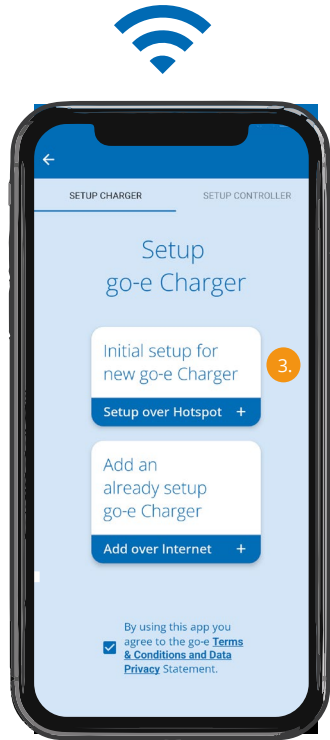 SETUP CHARGER SETUP CONTROLLER
Setup
go-e Charger
Initial setup for
new go-e Charger
3.
Setup over Hotspot +
Add an
already setup
go-e Charger
Add over Internet +
By using this app you
agree to the go-e Terms
& Conditions and Data
Privacy Statement.